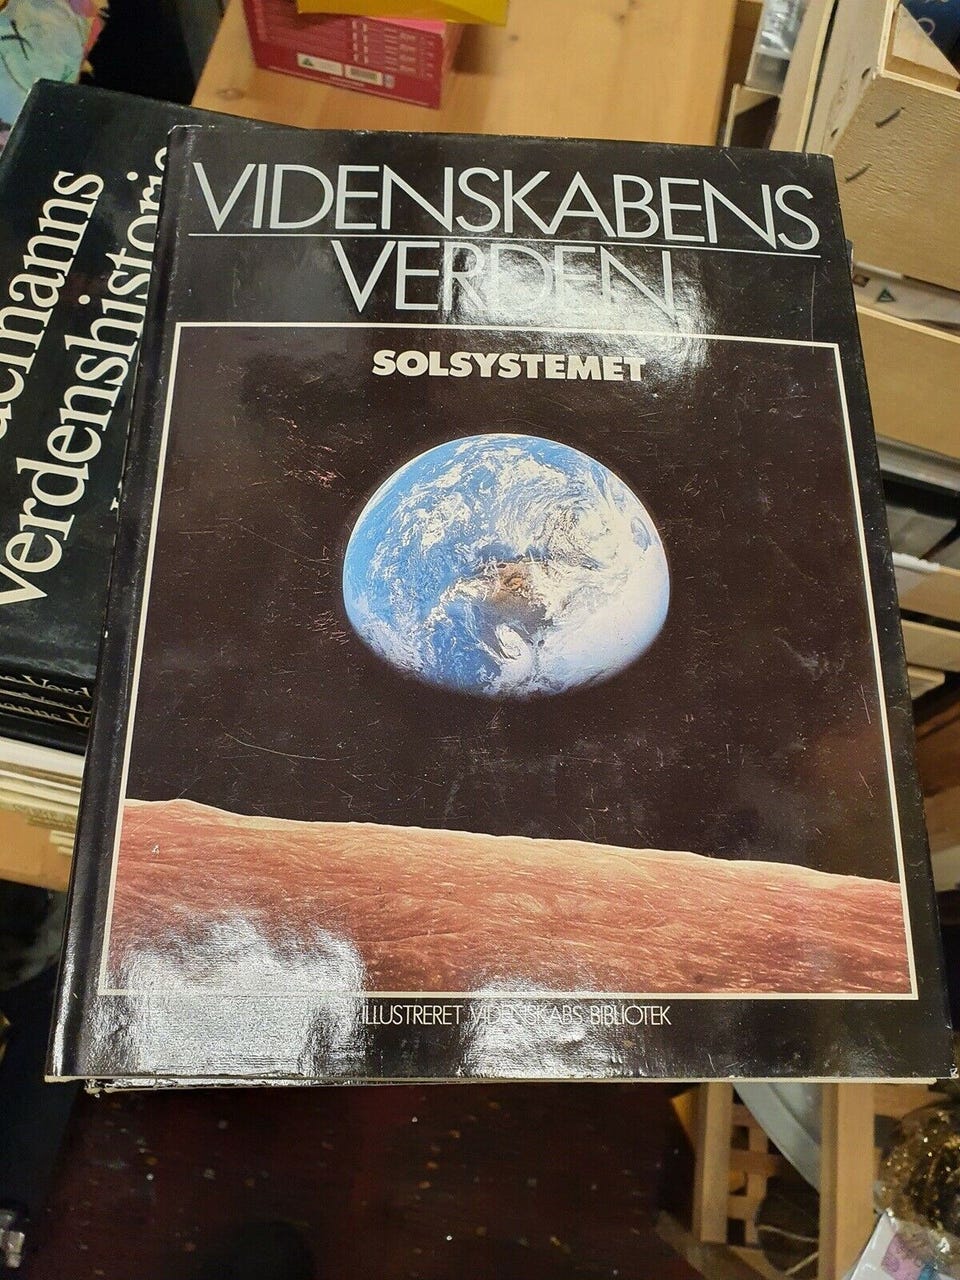 VIDENSKABENS
VERDEN
SOLSYSTEMET
ILLUSTRERET VIDENSKABS BIBLIOTEK
verdenshistorie